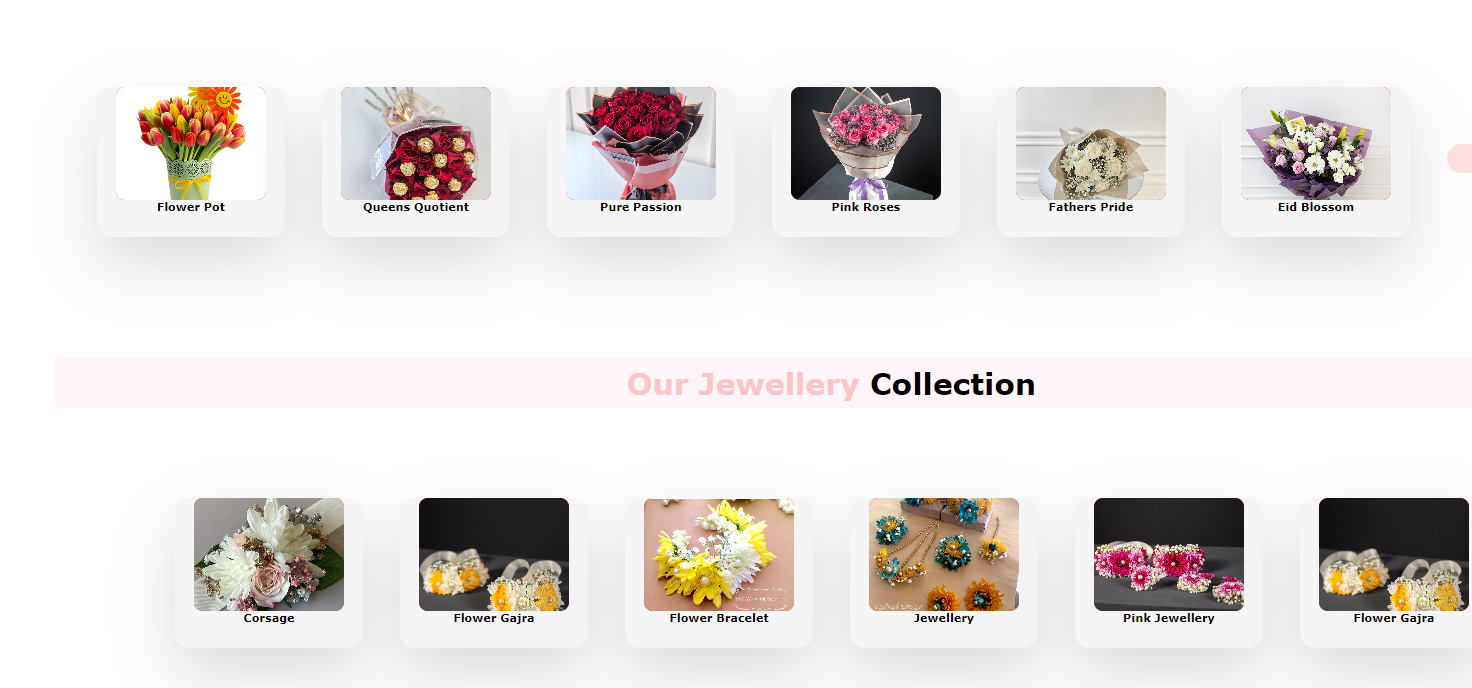 Flower Pot
Queens Quotient
Pure Passion
Pink Roses
Fathers Pride
Eid Blossom
Our Jewellery Collection
Corsage
Flower Gajra
Flower Bracelet
Jewellery
Pink Jewellery
Flower Gajra